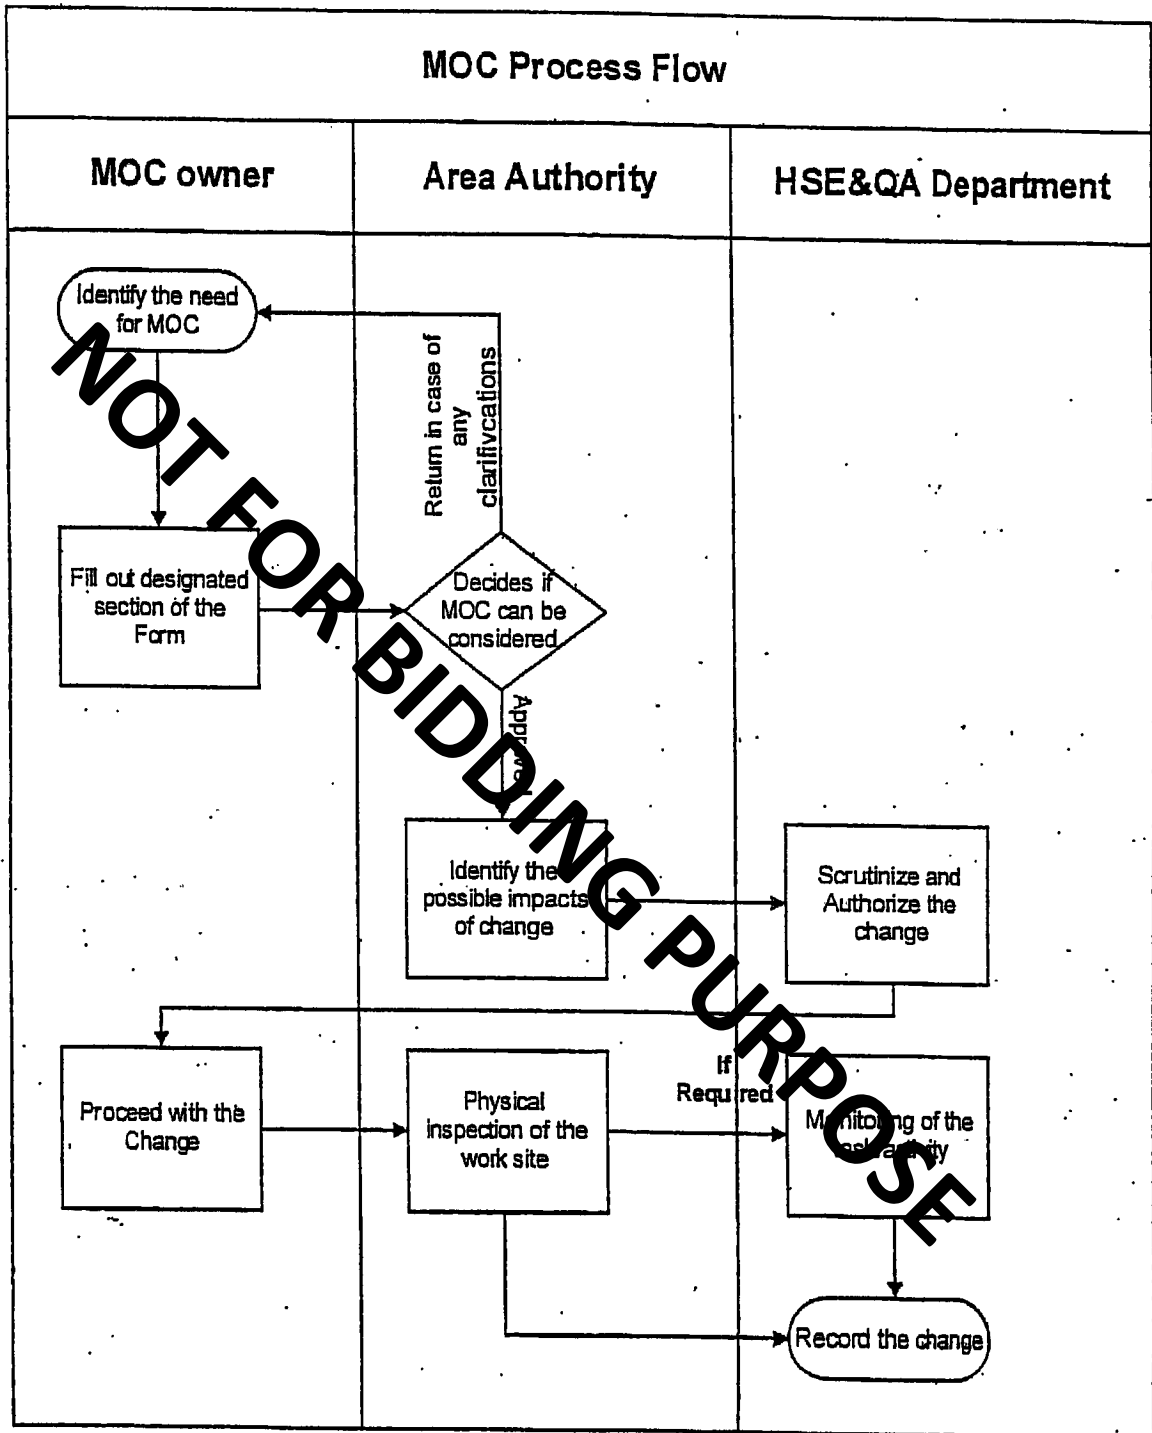 MOC Process Flow
MOC owner
Area Authority
HSE&QA Department
Identify the need
for MOC
Return in case of
any
clarifivcations
Fill out designated
section of the
Form
Decides if
MOC can be
considered
Identify the
possible impacts
of change
Scrutinize and
Authorize the
change
Proceed with the
Change
Physical
inspection of the
work site
If
Required
Monitoring of the
Record the change
NOT FOR BIDDING PURPOSE